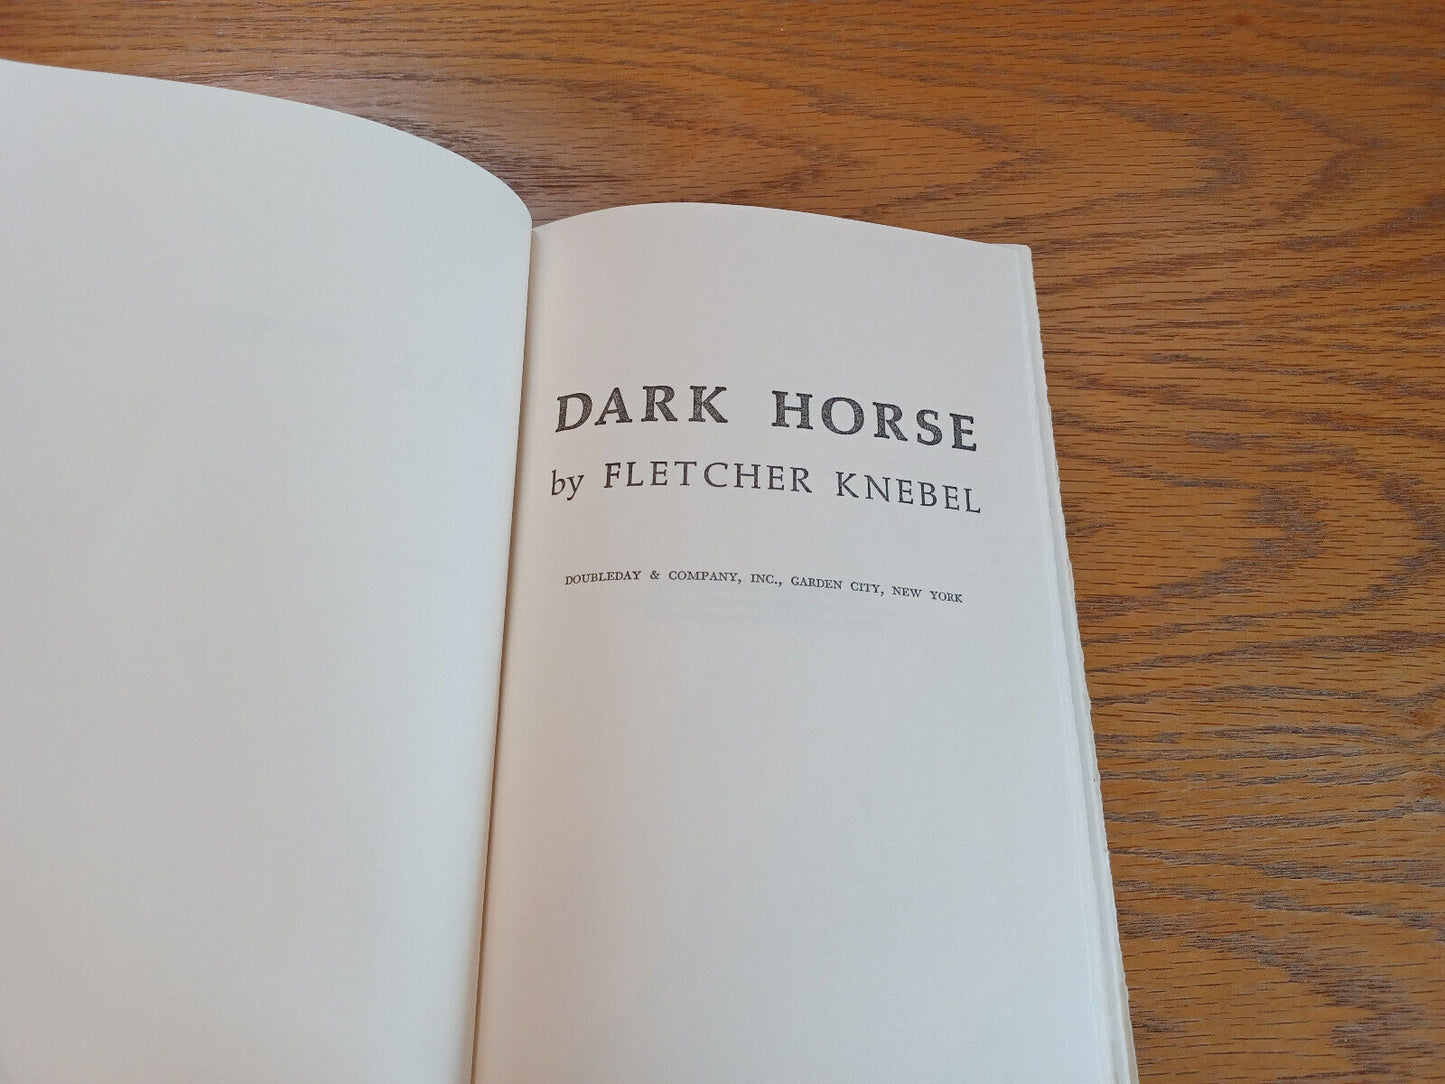 DARK HORSE
by FLETCHER KNEBEL
DOUBLEDAY & COMPANY, INC., GARDEN CITY, NEW YORK